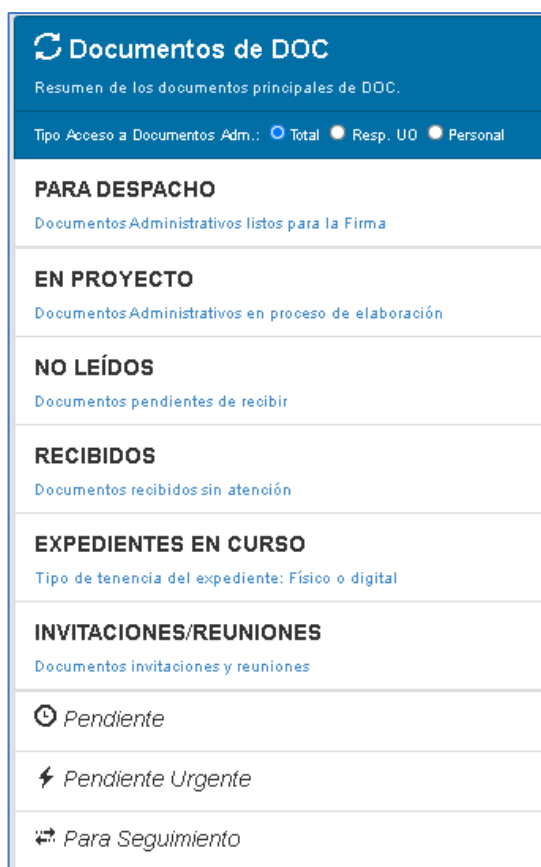 Documentos de DOC
Resumen de los documentos principales de DOC.
Tipo Acceso a Documentos Adm.: Total Resp. UO Personal
PARA DESPACHO
Documentos Administrativos listos para la Firma
EN PROYECTO
Documentos Administrativos en proceso de elaboración
NO LEÍDOS
Documentos pendientes de recibir
RECIBIDOS
Documentos recibidos sin atención
EXPEDIENTES EN CURSO
Tipo de tenencia del expediente: Físico o digital
INVITACIONES/REUNIONES
Documentos invitaciones y reuniones
Pendiente
Pendiente Urgente
Para Seguimiento